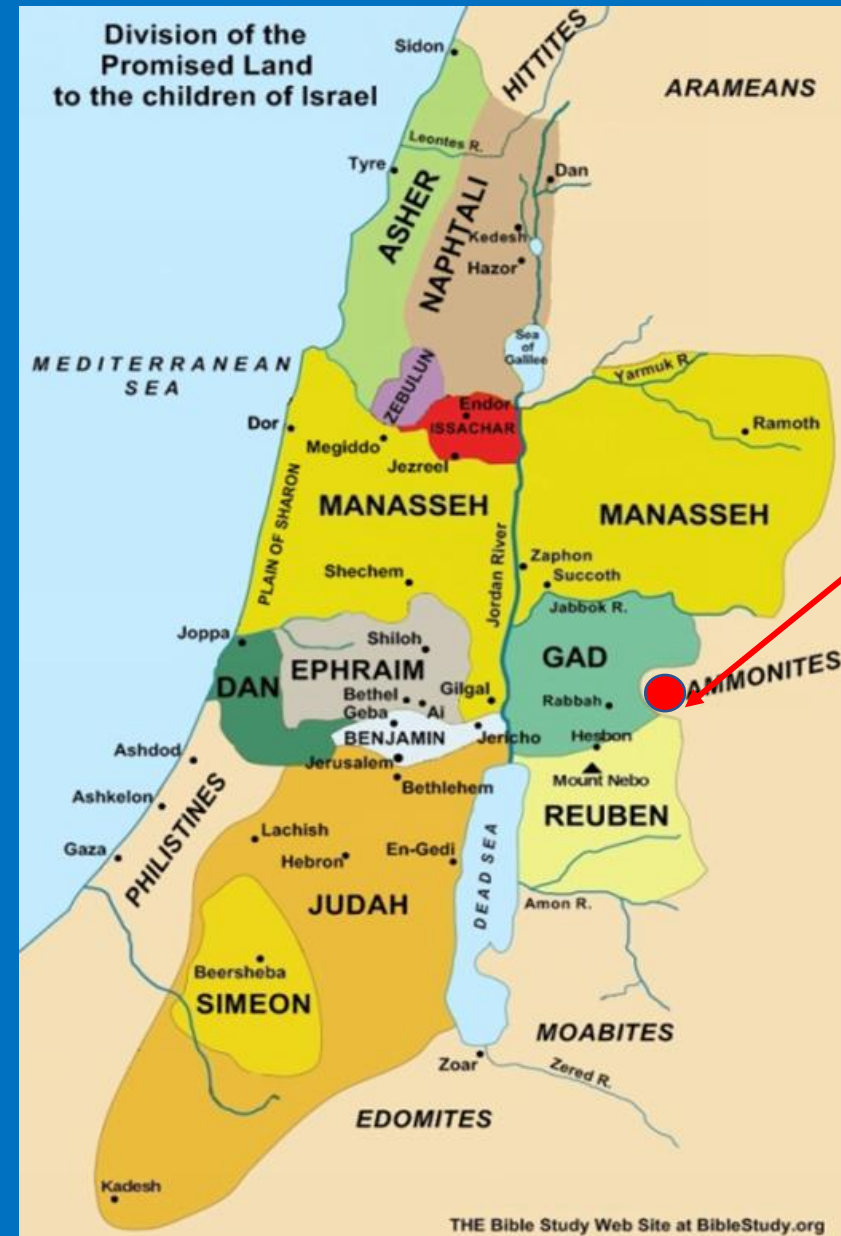 Division of the
Promised Land
to the children of Israel
Sidon
HITTITES
ARAMEANS
Leontes R.
Tyre
Dan
ASHER
NAPHTALI
Kedesh
Hazor
Sea
of
Galilee
MEDITERRANEAN
SEA
ZEBULUN
Yarmuk R.
Endor
ISSACHAR
Dor
Ramoth
Megiddo
Jezreel
PLAIN OF SHARON
MANASSEH
MANASSEH
Jordan River
Zaphon
Shechem
Succoth
Jabbok R.
Joppa
Shiloh
GAD
EPHRAIM
AMMONITES
DAN
Bethel
Gilgal
Rabbah
Geba
Ai
BENJAMIN
Jericho
Hesbon
Ashdod
Jerusalem
Mount Nebo
Bethlehem
Ashkelon
REUBEN
PHILISTINES
Lachish
Gaza
Hebron
En-Gedi
DEAD SEA
JUDAH
Amon R.
Beersheba
SIMEON
MOABITES
Zoar
Zered R.
EDOMITES
Kadesh
THE Bible Study Web Site at BibleStudy.org